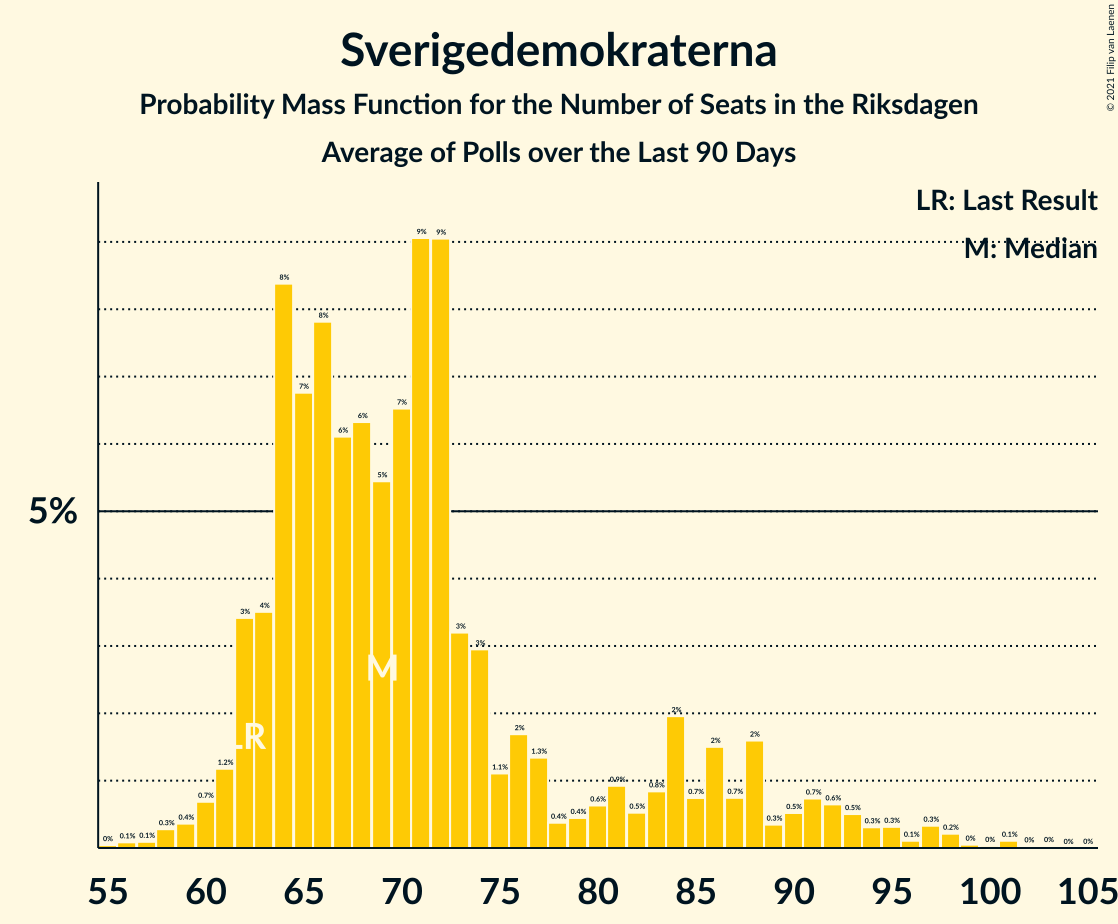 Sverigedemokraterna
Probability Mass Function for the Number of Seats in the Riksdagen
Average of Polls over the Last 90 Days
© 2021 Filip van Laenen
LR: Last Result
M: Median
5%
0% 0.1% 0.1% 0.3% 0.4% 0.7% 1.2% 3% 4% 8% 7% 8% 6% 6% 5% 7% 9% 9% 3% 3% 1.1% 2% 1.3% 0.4% 0.4% 0.6% 0.9% 0.5% 0.8% 2% 0.7% 2% 0.7% 2% 0.3% 0.5% 0.7% 0.6% 0.5% 0.3% 0.3% 0.1% 0.3% 0.2% 0% 0% 0.1% 0% 0% 0% 0%
M
LR
55 60 65 70 75 80 85 90 95 100 105